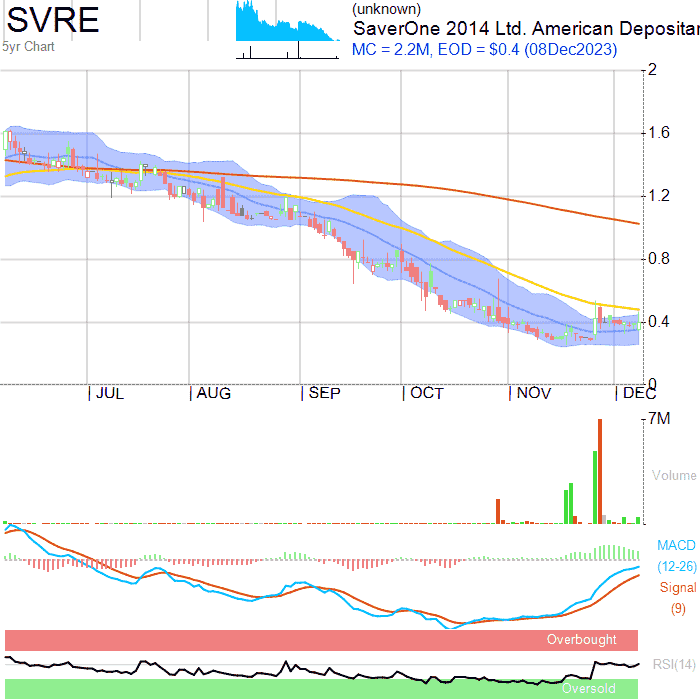 SVRE
5yr Chart
(unknown)
SaverOne 2014 Ltd. American Depositar
MC = 2.2M, EOD = $0.4 (08Dec2023)
2
1.6
1.2
0.8
0.4
0
JUL AUG SEP OCT NOV DEC
7M
Volume
MACD
(12-26)
Signal
(9)
Overbought
RSI(14)
Oversold